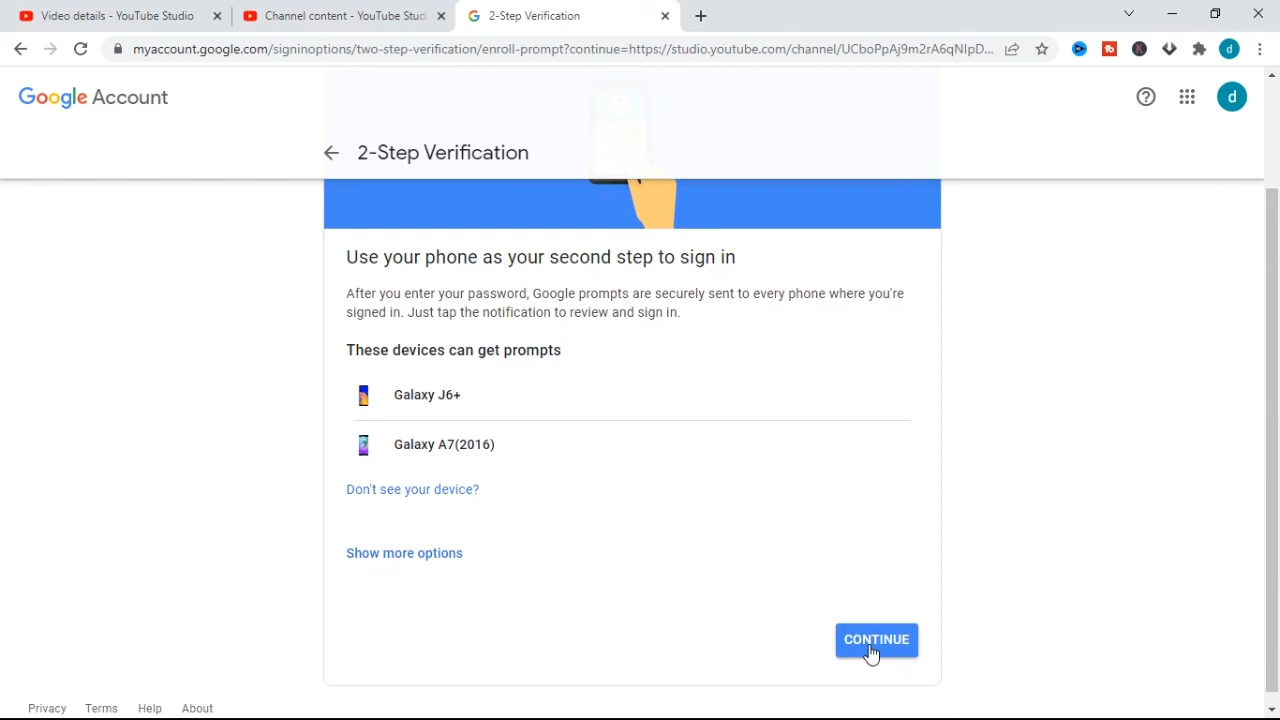 Video details - YouTube Studio
Channel content - YouTube Studi
2-Step Verification
myaccount.google.com/signinoptions/two-step-verification/enroll-prompt?continue=https://studio.youtube.com/channel/UCboPpAj9m2rA6qNIpD...
d
Google Account
d
2-Step Verification
Use your phone as your second step to sign in
After you enter your password, Google prompts are securely sent to every phone where you're
signed in. Just tap the notification to review and sign in.
These devices can get prompts
Galaxy J6+
Galaxy A7(2016)
Don't see your device?
Show more options
CONTINUE
Privacy Terms Help About